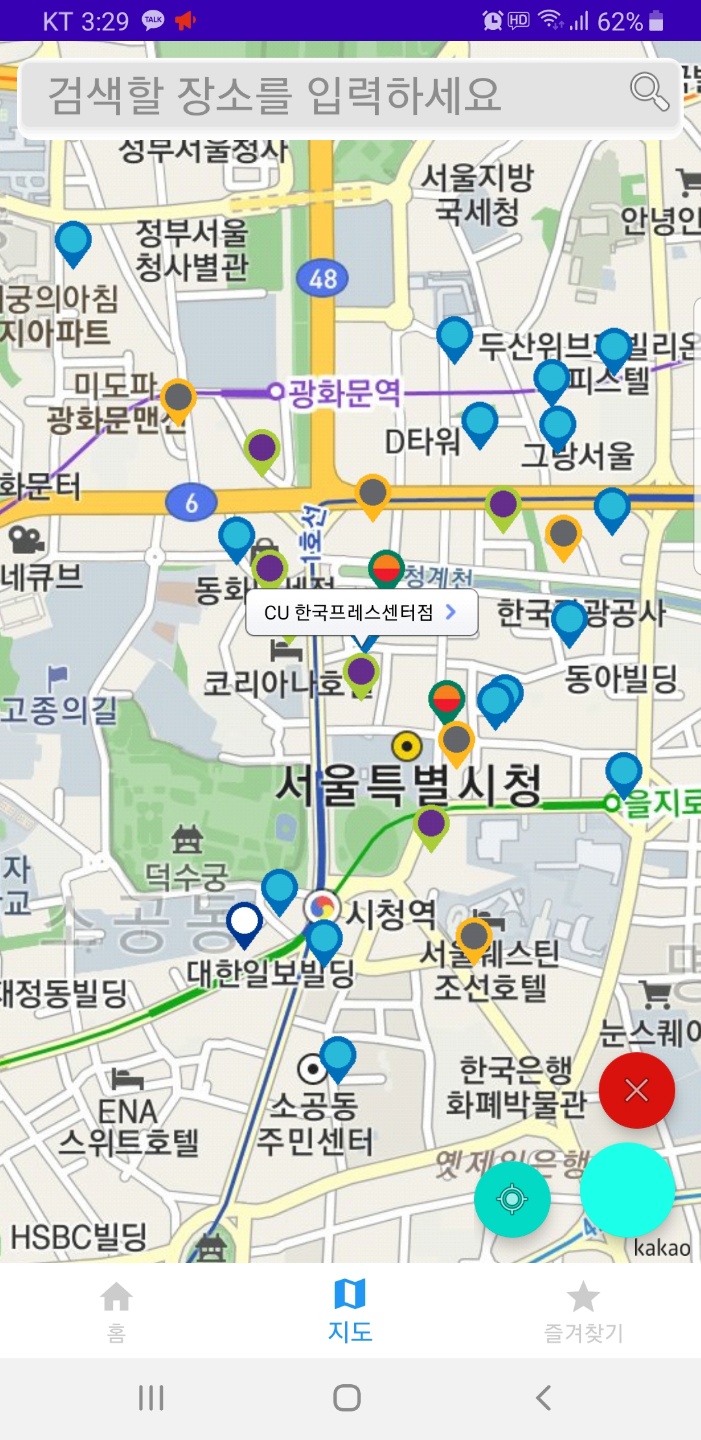 KT 3:29 TALK HD 62%
검색할 장소를 입력하세요
정부서울청사
서울지방
국세청
안녕인
정부서울
청사별관
48
궁의아침
지아파트
두산위브
빌리온
피스텔
미도파
광화문맨션
광화문역
D타워
그랑서울
화문터
6
1호선
네큐브
동화
청계천
CU 한국프레스센터점
한국
광공사
코리아나호텔
동아빌딩
고종의길
서울특별시청
을지로
덕수궁
소공동
시청역
대한일보빌딩
서울웨스틴
조선호텔
재정동빌딩
눈스퀘어
ENA
스위트호텔
소공동
주민센터
한국은행
화폐박물관
옛제일은행
HSBC빌딩
kakao
홈
지도
즐겨찾기